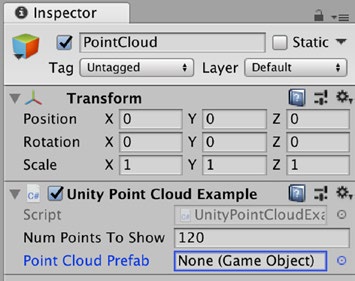 Inspector
PointCloud Static
Tag Untagged Layer Default
Transform
Position X 0 Y 0 Z 0
Rotation X 0 Y 0 Z 0
Scale X 1 Y 1 Z 1
C# Unity Point Cloud Example
Script UnityPointCloudExa
Num Points To Show 120
Point Cloud Prefab None (Game Object)